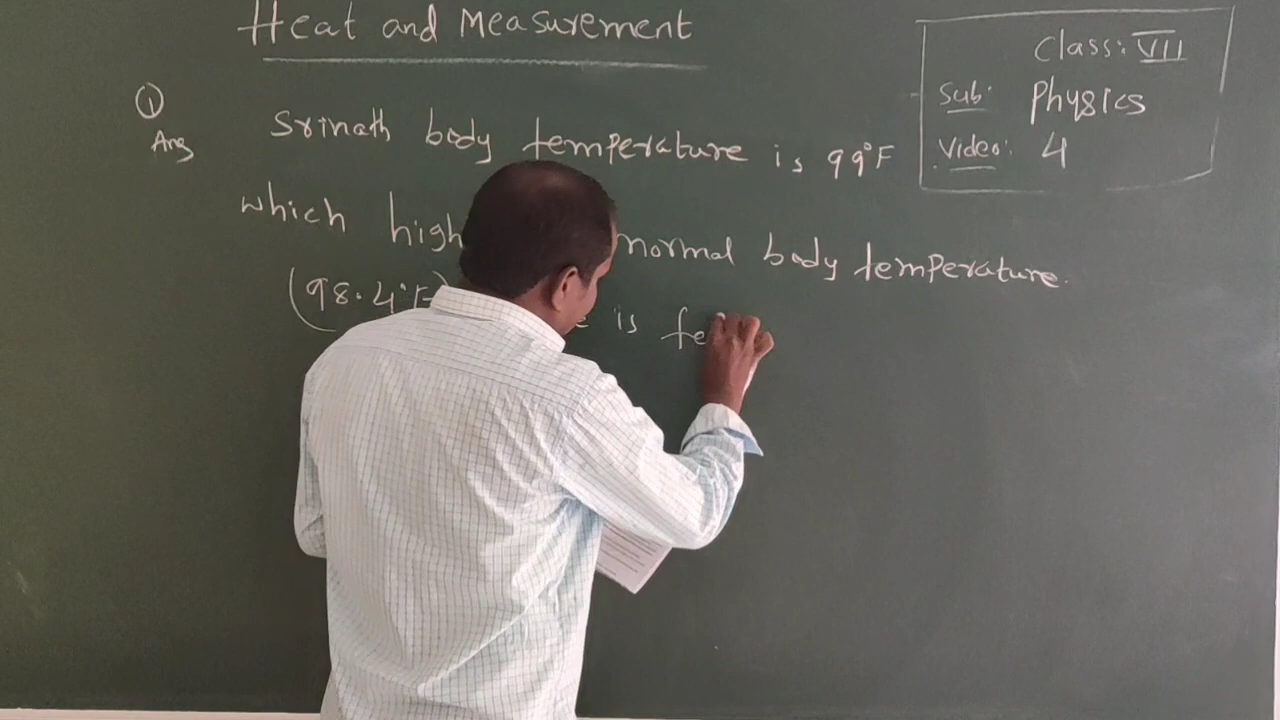 Heat and Measurement
Class: VII
Sub: Physics
Video: 4
①
Ans
Srinath body temperature is 99°F
which high normal body temperature.
(98.4°F) is fe